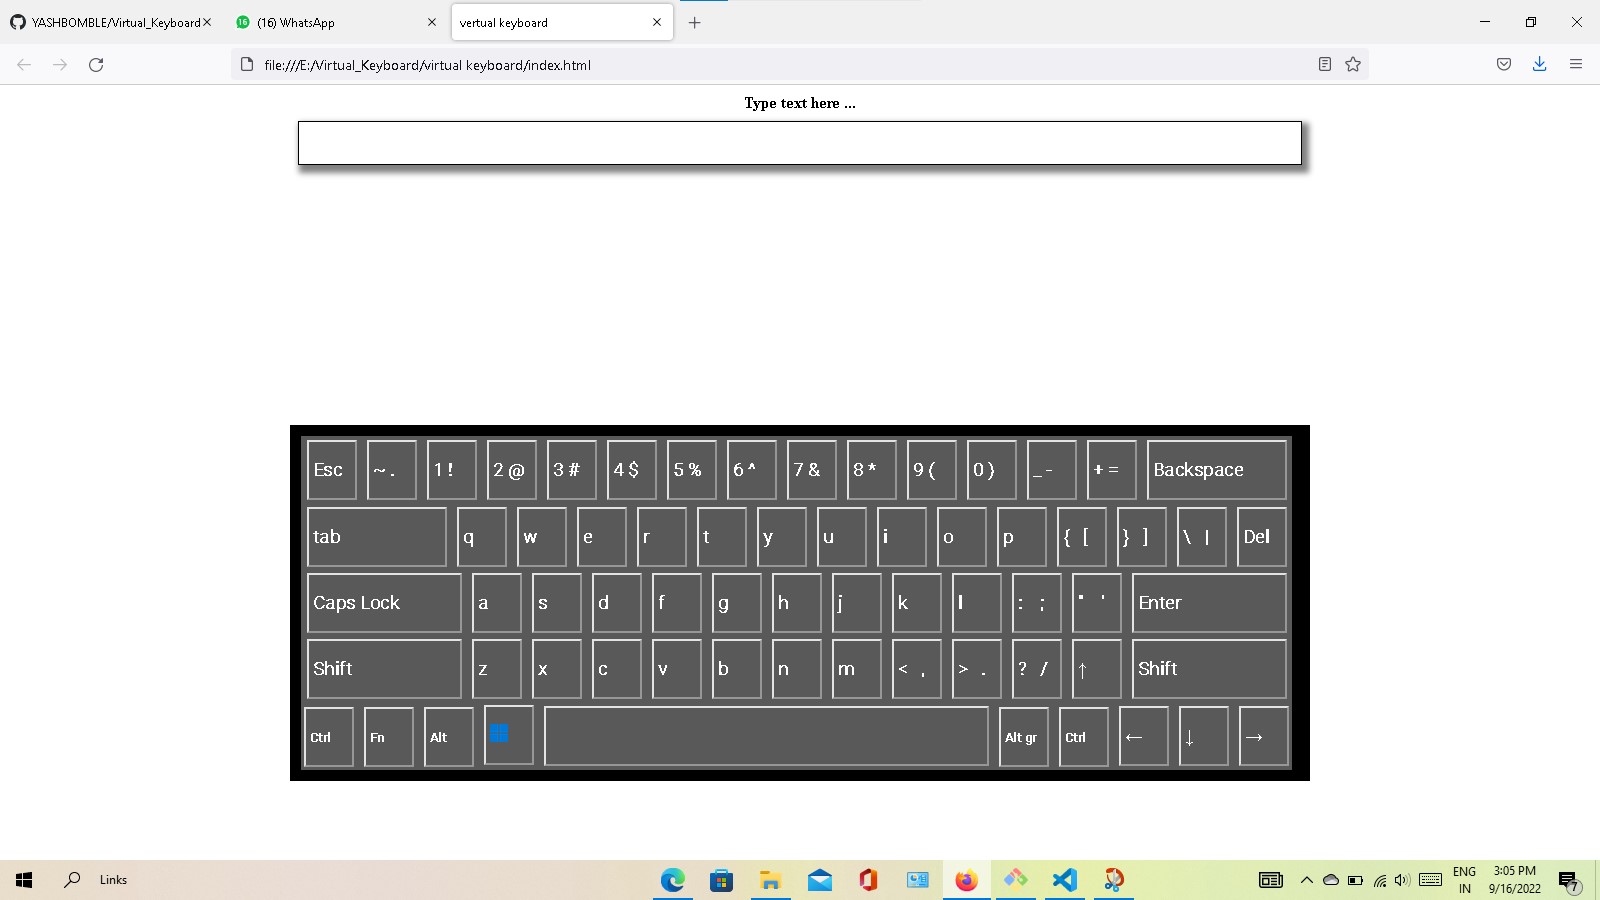 YASHBOMBLE/Virtual_Keyboard
16 (16) WhatsApp
vertual keyboard
file:///E:/Virtual_Keyboard/virtual keyboard/index.html
Type text here ...
Esc ~ . 1 ! 2 @ 3 # 4 $ 5 % 6 ^ 7 & 8 * 9 ( 0 ) _ - + = Backspace
tab q w e r t y u i o p { [ } ] \ | Del
Caps Lock a s d f g h j k l : ; " ' Enter
Shift z x c v b n m < , > . ? / ↑ Shift
Ctrl Fn Alt Alt gr Ctrl ← ↓ →
Links
ENG
IN
3:05 PM
9/16/2022
7